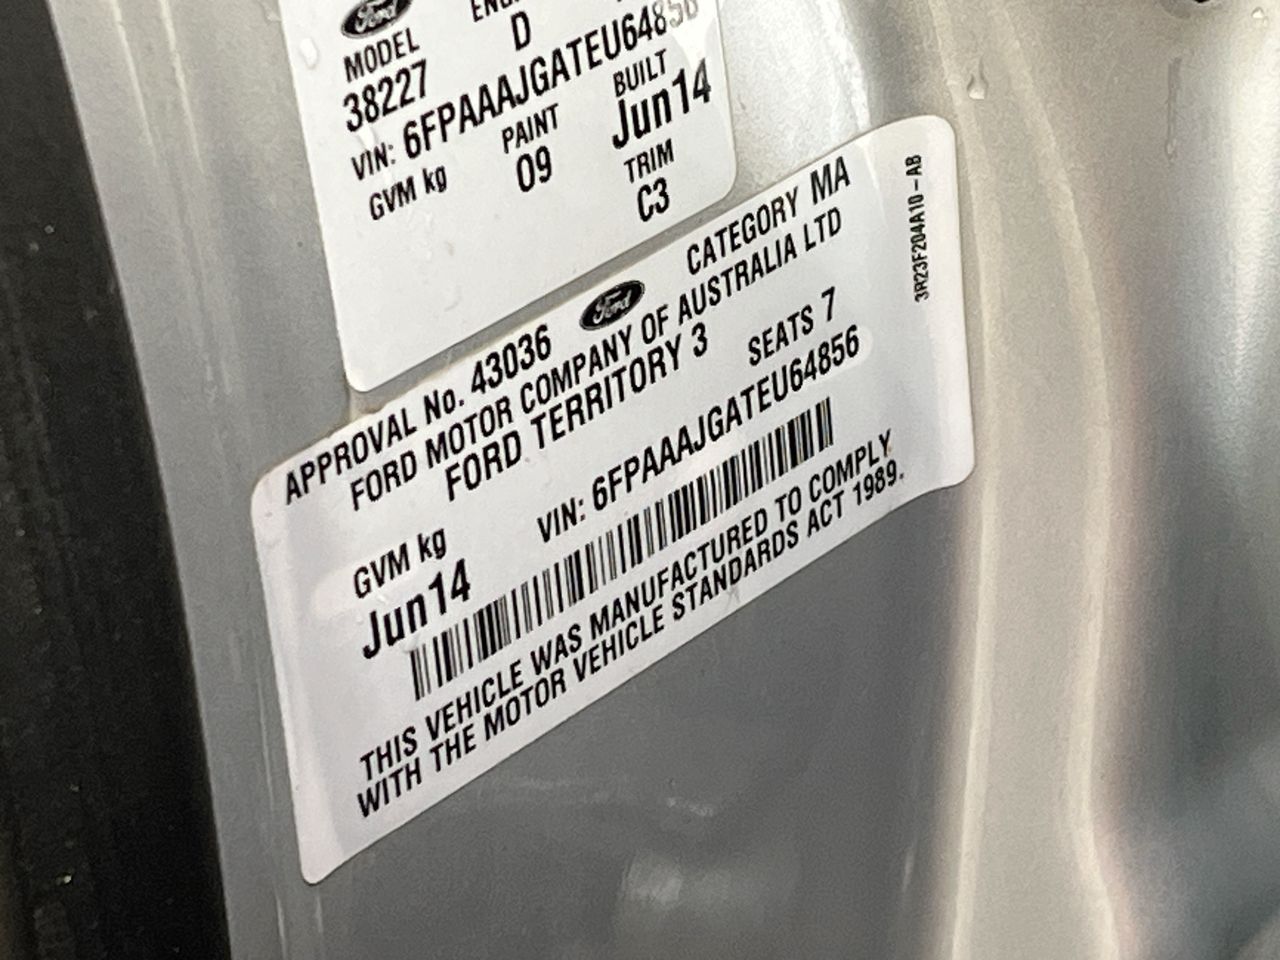 Ford
MODEL
38227
D
VIN: 6FPAAAJGATEU64856
GVM kg
PAINT
09
BUILT
Jun14
TRIM
C3
APPROVAL No. 43036
Ford
CATEGORY MA
FORD MOTOR COMPANY OF AUSTRALIA LTD
FORD TERRITORY 3
SEATS 7
GVM kg
VIN: 6FPAAAJGATEU64856
Jun14
THIS VEHICLE WAS MANUFACTURED TO COMPLY
WITH THE MOTOR VEHICLE STANDARDS ACT 1989.
3R23F204A10-AB